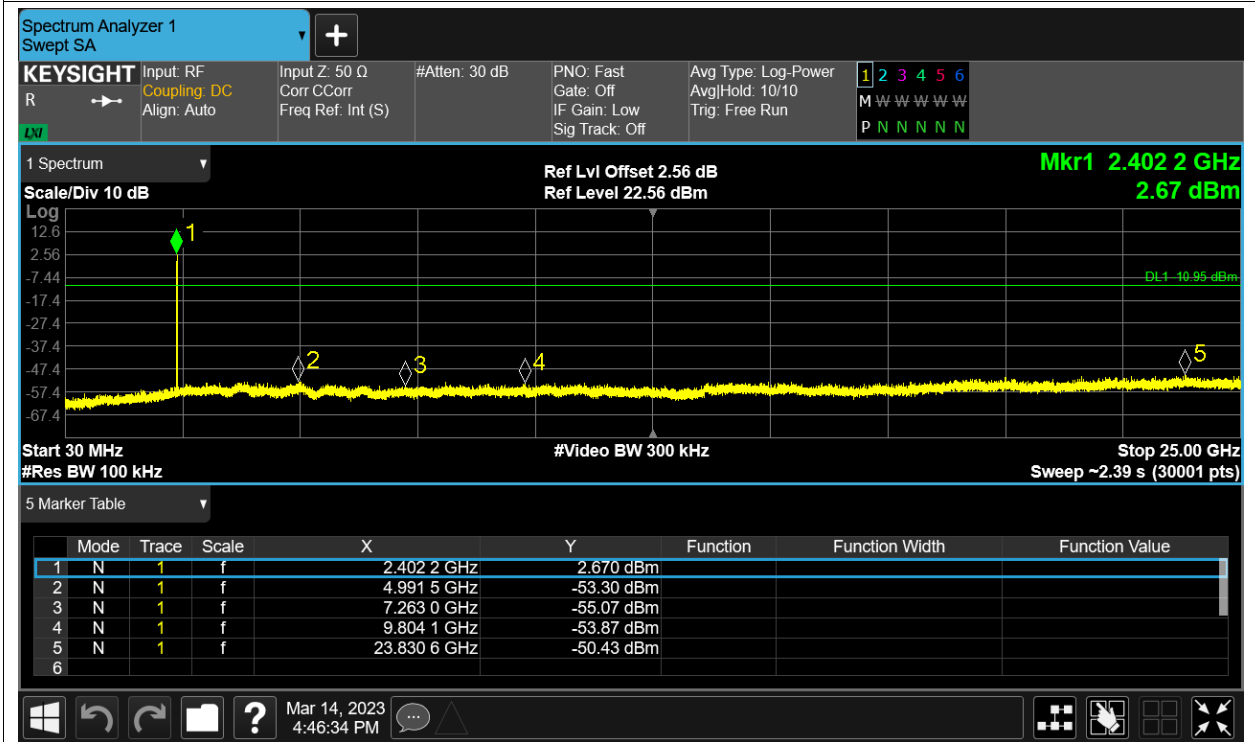 Spectrum Analyzer 1
Swept SA
KEYSIGHT Input: RF Input Z: 50 Ω #Atten: 30 dB PNO: Fast Avg Type: Log-Power 1 2 3 4 5 6
R Coupling: DC Corr CCorr Gate: Off Avg|Hold: 10/10 M W W W W W
Align: Auto Freq Ref: Int (S) IF Gain: Low Trig: Free Run
LXI Sig Track: Off P N N N N N
1 Spectrum Ref Lvl Offset 2.56 dB Mkr1 2.402 2 GHz
Scale/Div 10 dB Ref Level 22.56 dBm 2.67 dBm
Log
12.6 1
2.56
-7.44 DL1 -10.95 dBm
-17.4
-27.4
-37.4 2 3 4 5
-47.4
-57.4
-67.4
Start 30 MHz #Video BW 300 kHz Stop 25.00 GHz
#Res BW 100 kHz Sweep ~2.39 s (30001 pts)
5 Marker Table
Mode Trace Scale X Y Function Function Width Function Value
1 N 1 f 2.402 2 GHz 2.670 dBm
2 N 1 f 4.991 5 GHz -53.30 dBm
3 N 1 f 7.263 0 GHz -55.07 dBm
4 N 1 f 9.804 1 GHz -53.87 dBm
5 N 1 f 23.830 6 GHz -50.43 dBm
6
? Mar 14, 2023
4:46:34 PM